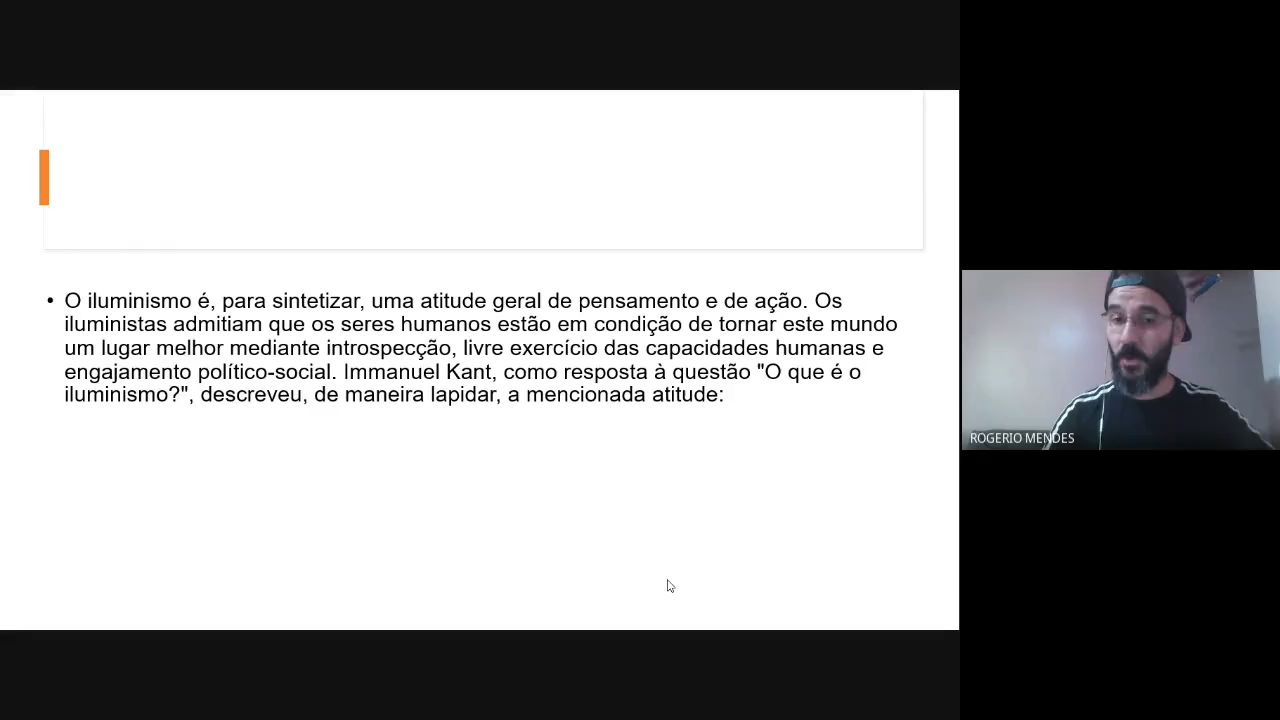 • O iluminismo é, para sintetizar, uma atitude geral de pensamento e de ação. Os
iluministas admitiam que os seres humanos estão em condição de tornar este mundo
um lugar melhor mediante introspecção, livre exercício das capacidades humanas e
engajamento político-social. Immanuel Kant, como resposta à questão "O que é o
iluminismo?", descreveu, de maneira lapidar, a mencionada atitude:
ROGERIO MENDES